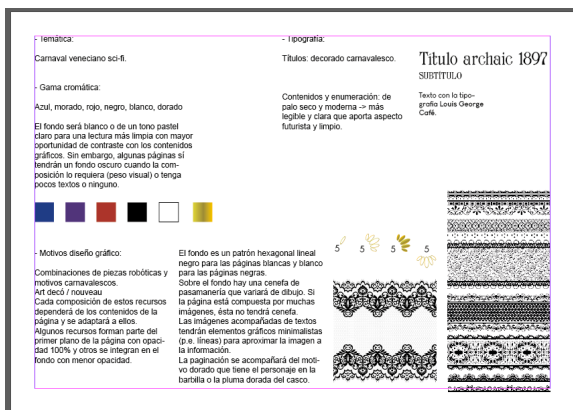 - Temática:
Carnaval veneciano sci-fi.
- Gama cromática:
Azul, morado, rojo, negro, blanco, dorado
El fondo será blanco o de un tono pastel
claro para una lectura más limpia con mayor
oportunidad de contraste con los contenidos
gráficos. Sin embargo, algunas páginas sí
tendrán un fondo oscuro cuando la com-
posición lo requiera (peso visual) o tenga
pocos textos o ninguno.
- Tipografía:
Títulos: decorado carnavalesco.
Contenidos y enumeración: de
palo seco y moderna -> más
legible y clara que aporta aspecto
futurista y limpio.
Titulo archaic 1897
SUBTÍTULO
Texto con la tipo-
grafía Louis George
Café.
- Motivos diseño gráfico:
Combinaciones de piezas robóticas y
motivos carnavalescos.
Art decó / nouveau
Cada composición de estos recursos
dependerá de los contenidos de la
página y se adaptará a ellos.
Algunos recursos forman parte del
primer plano de la página con opaci-
dad 100% y otros se integran en el
fondo con menor opacidad.
El fondo es un patrón hexagonal lineal
negro para las páginas blancas y blanco
para las páginas negras.
Sobre el fondo hay una cenefa de
pasamanería que variará de dibujo. Si
la página está compuesta por muchas
imágenes, ésta no tendrá cenefa.
Las imágenes acompañadas de textos
tendrán elementos gráficos minimalistas
(p.e. líneas) para aproximar la imagen a
la información.
La paginación se acompañará del moti-
vo dorado que tiene el personaje en la
barbilla o la pluma dorada del casco.
5 5 5 5